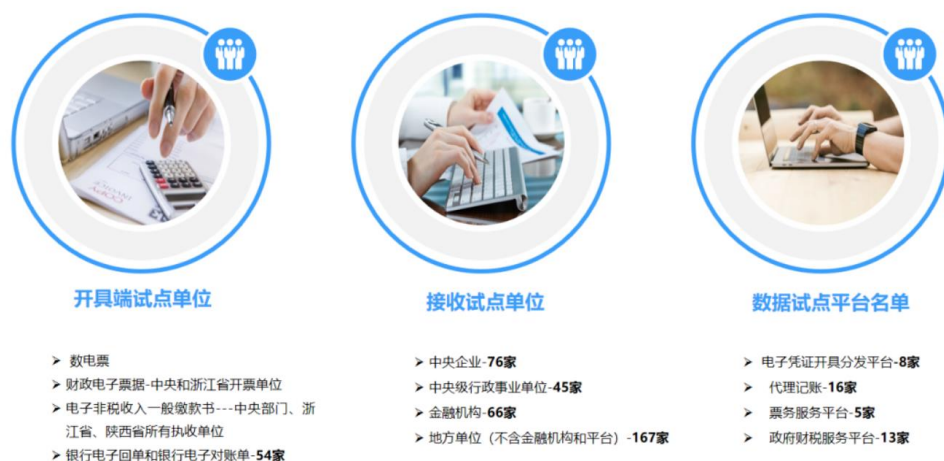 开具端试点单位
➢ 数电票
➢ 财政电子票据-中央和浙江省开票单位
➢ 电子非税收入一般缴款书---中央部门、浙
江省、陕西省所有执收单位
➢ 银行电子回单和银行电子对账单-54家
接收试点单位
➢ 中央企业-76家
➢ 中央级行政事业单位-45家
➢ 金融机构-66家
➢ 地方单位（不含金融机构和平台）-167家
数据试点平台名单
➢ 电子凭证开具分发平台-8家
➢ 代理记账-16家
➢ 票务服务平台-5家
➢ 政府财税服务平台-13家
COPY
INVOICE